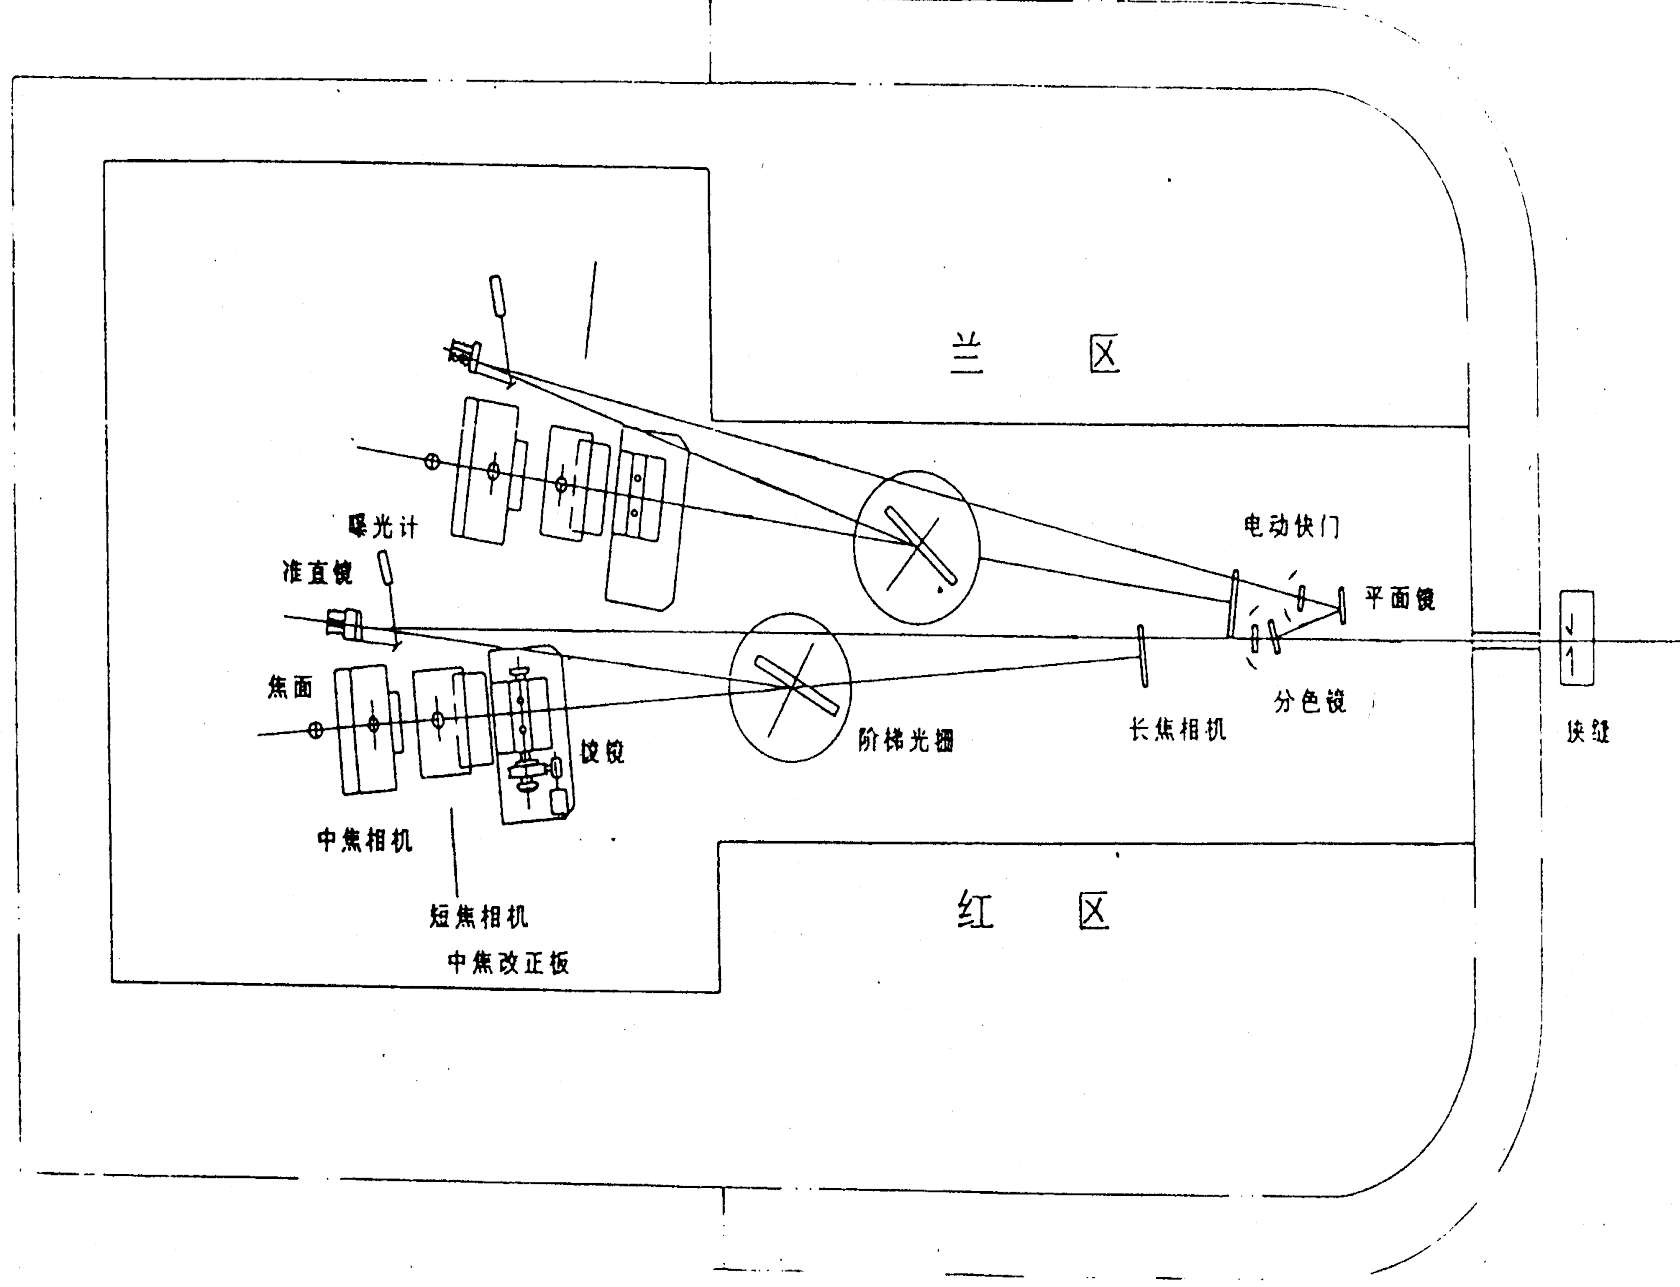 兰 区
电动快门
曝光计
准直镜
平面镜
焦面
分色镜
长焦相机
狭缝
阶梯光栅
棱镜
中焦相机
红 区
短焦相机
中焦改正板